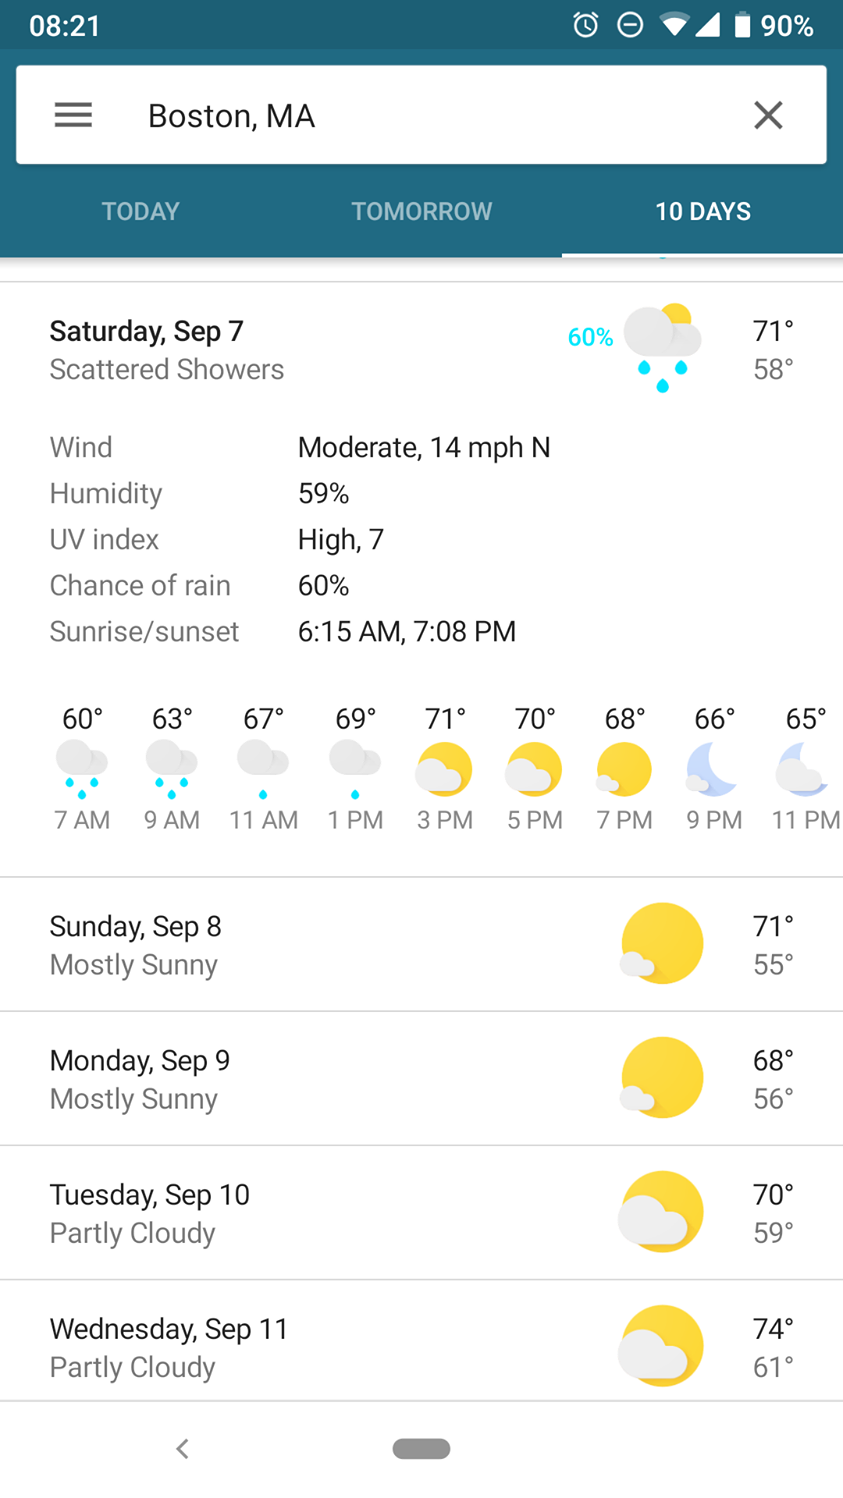 08:21 90%
Boston, MA
TODAY TOMORROW 10 DAYS
Saturday, Sep 7 60% 71°
Scattered Showers 58°
Wind Moderate, 14 mph N
Humidity 59%
UV index High, 7
Chance of rain 60%
Sunrise/sunset 6:15 AM, 7:08 PM
60° 63° 67° 69° 71° 70° 68° 66° 65°
7 AM 9 AM 11 AM 1 PM 3 PM 5 PM 7 PM 9 PM 11 PM
Sunday, Sep 8 71°
Mostly Sunny 55°
Monday, Sep 9 68°
Mostly Sunny 56°
Tuesday, Sep 10 70°
Partly Cloudy 59°
Wednesday, Sep 11 74°
Partly Cloudy 61°